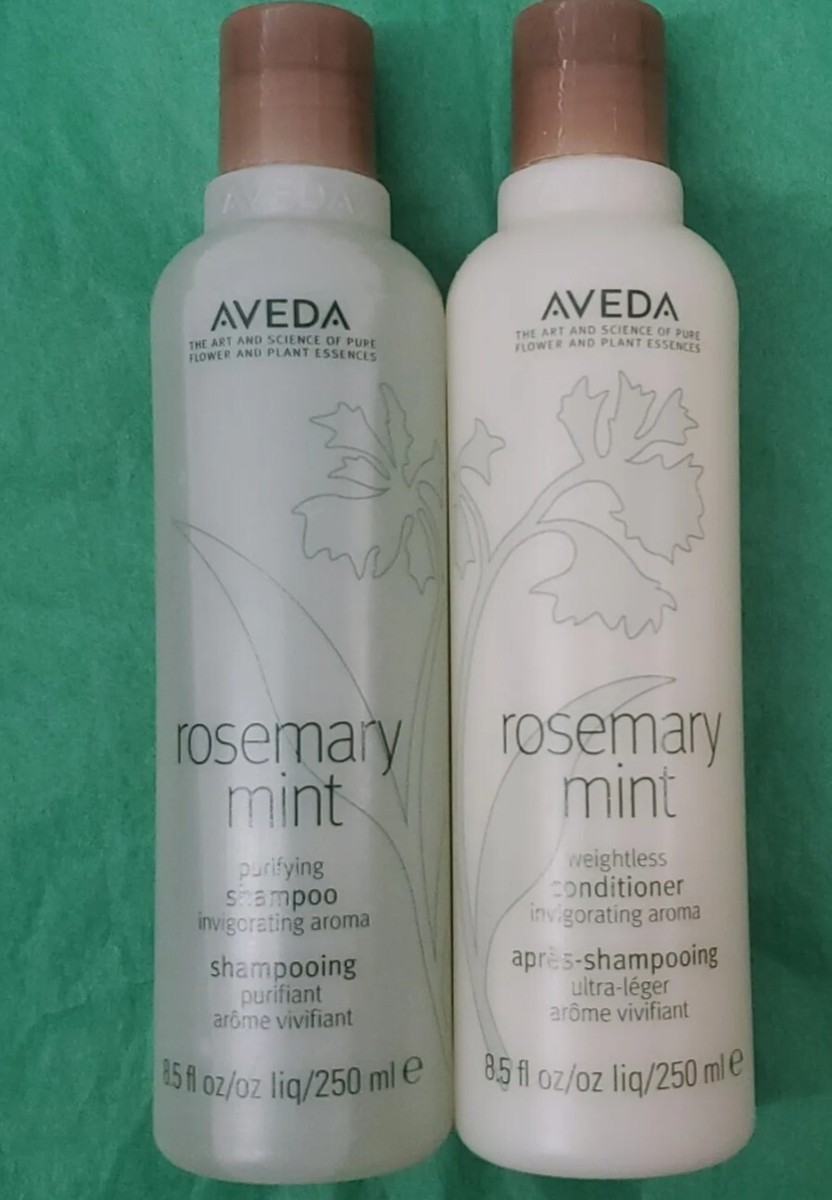 AVEDA
AVEDA
THE ART AND SCIENCE OF PURE
FLOWER AND PLANT ESSENCES
rosemary
mint
purifying
shampoo
invigorating aroma
shampooing
purifiant
arôme vivifiant
8.5 fl oz/oz liq/250 ml e
AVEDA
THE ART AND SCIENCE OF PURE
FLOWER AND PLANT ESSENCES
rosemary
mint
weightless
conditioner
invigorating aroma
après-shampooing
ultra-léger
arôme vivifiant
8.5 fl oz/oz liq/250 ml e